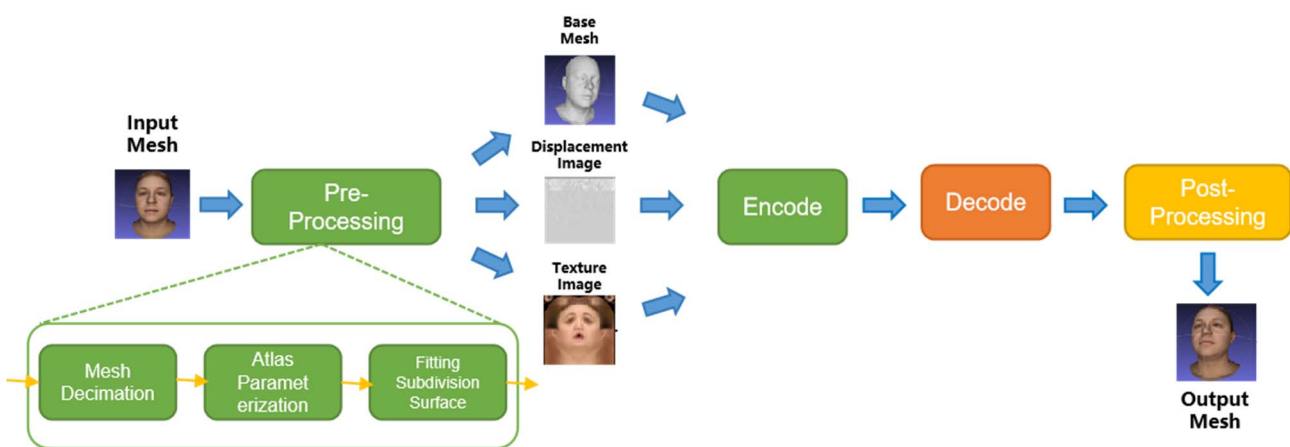 Input
Mesh
Pre-
Processing
Base
Mesh
Displacement
Image
Texture
Image
Encode
Decode
Post-
Processing
Output
Mesh
Mesh
Decimation
Atlas
Paramet
erization
Fitting
Subdivision
Surface